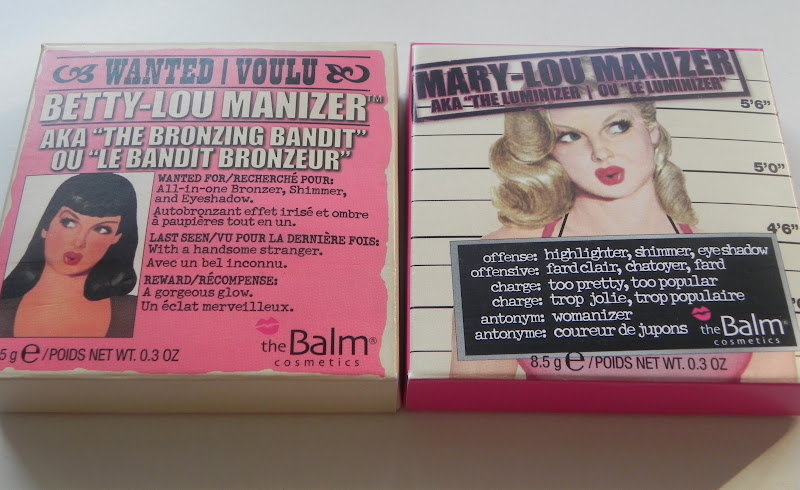 WANTED | VOULU
BETTY-LOU MANIZER™
AKA "THE BRONZING BANDIT"
OU "LE BANDIT BRONZEUR"
WANTED FOR/RECHERCHÉ POUR:
All-in-one Bronzer, Shimmer,
and Eyeshadow.
Autobronzant effet irisé et ombre
à paupières tout en un.
LAST SEEN/VU POUR LA DERNIÈRE FOIS:
With a handsome stranger.
Avec un bel inconnu.
REWARD/RÉCOMPENSE:
A gorgeous glow.
Un éclat merveilleux.
theBalm®
cosmetics
5 g e/POIDS NET WT. 0.3 OZ
MARY-LOU MANIZER
AKA "THE LUMINIZER" | OU "LE LUMINIZER"
5'6"
5'0"
4'6"
offense: highlighter, shimmer, eyeshadow
offensive: fard clair, chatoyer, fard
charge: too pretty, too popular
charge: trop jolie, trop populaire
antonym: womanizer
antonyme: coureur de jupons
theBalm®
cosmetics
8.5 g e/POIDS NET WT. 0.3 OZ